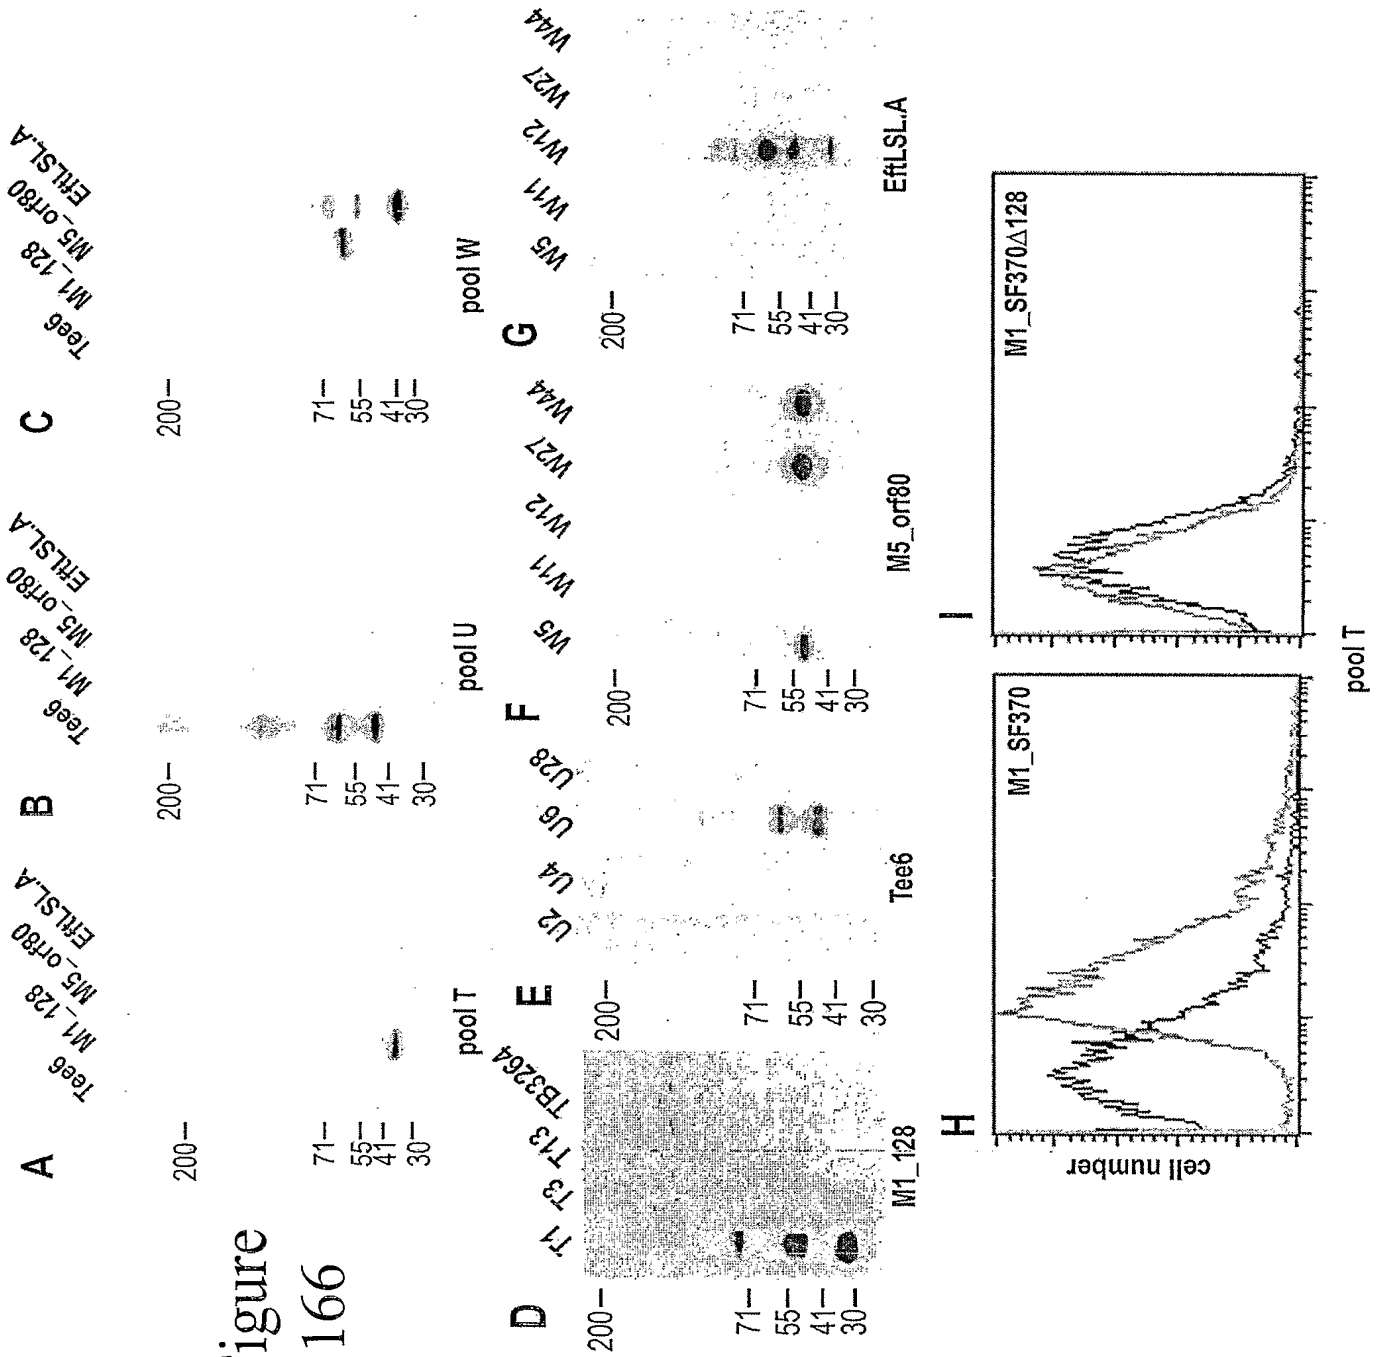 igure
166
A
Tee6 M1_128 M5_orf80 EftLSL.A
200
71
55
41
30
pool T
B
Tee6 M1_128 M5_orf80 EftLSL.A
200
71
55
41
30
pool U
C
Tee6 M1_128 M5_orf80 EftLSL.A
200
71
55
41
30
pool W
D
T1 T3 T13 TB3264
200
71
55
41
30
M1_128
E
U2 U4 U6 U28
200
71
55
41
30
Tee6
F
W5 W11 W12 W27 W44
200
71
55
41
30
M5_orf80
G
W5 W11 W12 W27 W44
200
71
55
41
30
EftLSL.A
H
cell number
M1_SF370
I
M1_SF370Δ128
pool T